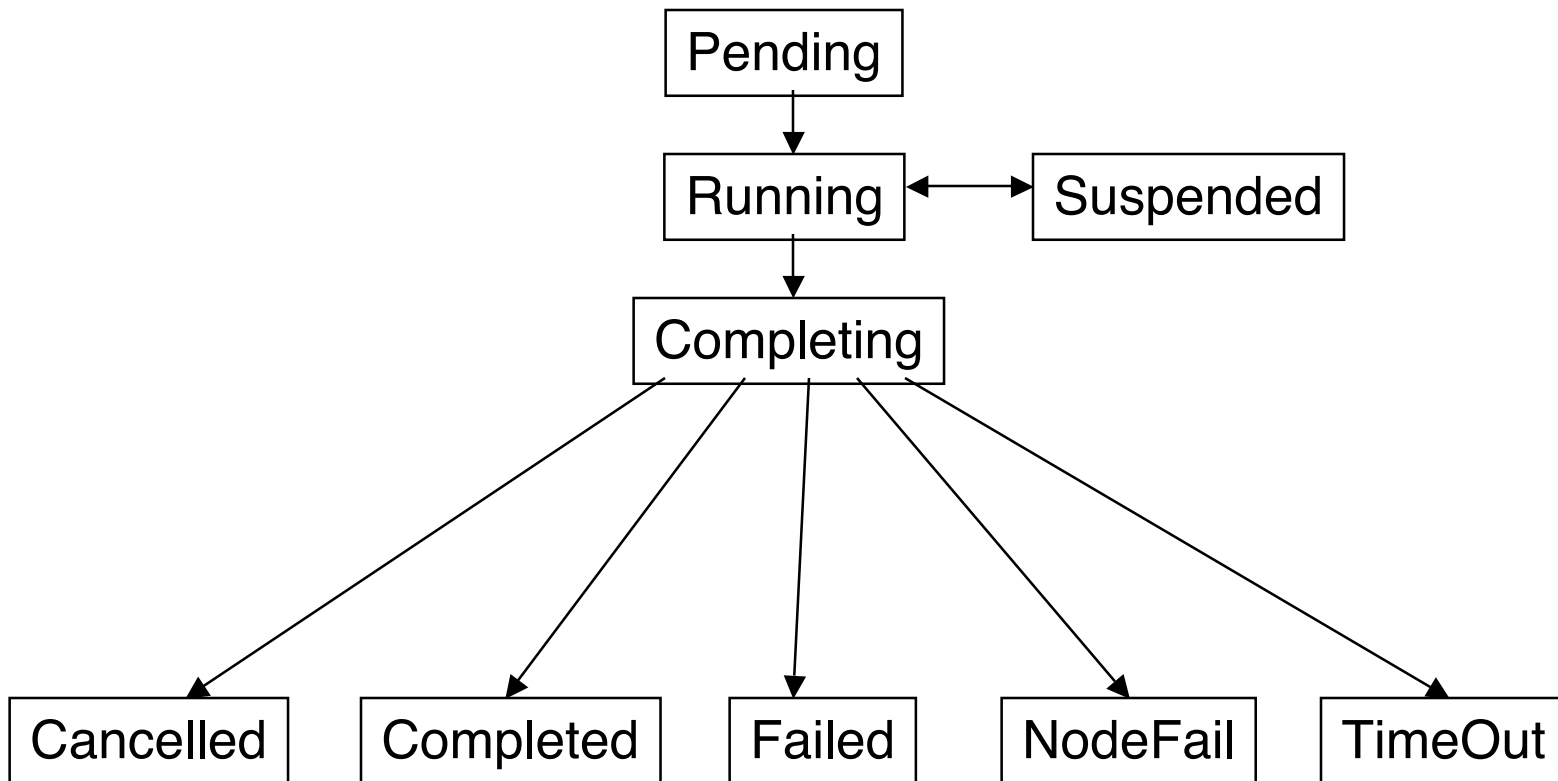 Pending
Running
Suspended
Completing
Cancelled
Completed
Failed
NodeFail
TimeOut